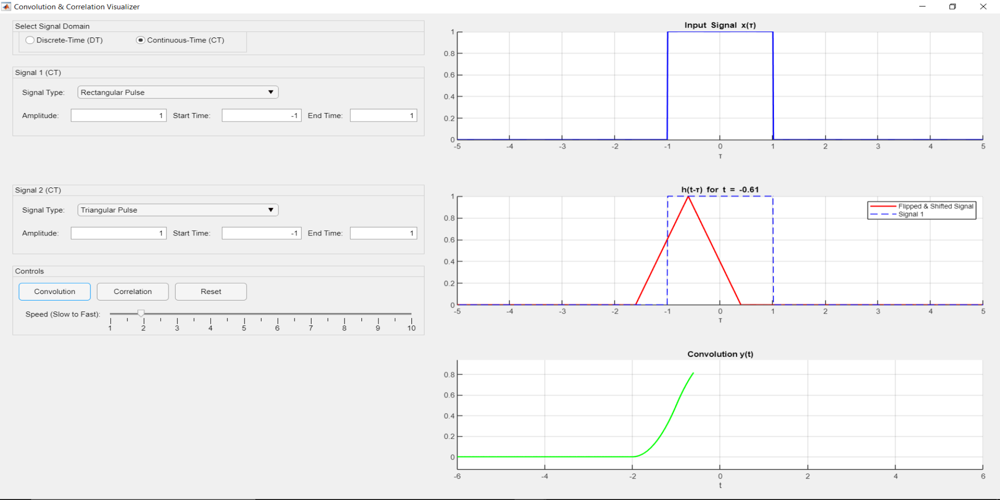 Convolution & Correlation Visualizer
Select Signal Domain
Discrete-Time (DT) Continuous-Time (CT)
Signal 1 (CT)
Signal Type: Rectangular Pulse
Amplitude: 1 Start Time: -1 End Time: 1
Signal 2 (CT)
Signal Type: Triangular Pulse
Amplitude: 1 Start Time: -1 End Time: 1
Controls
Convolution Correlation Reset
Speed (Slow to Fast):
1 2 3 4 5 6 7 8 9 10
Input Signal x(τ)
1
0.8
0.6
0.4
0.2
0
-5 -4 -3 -2 -1 0 1 2 3 4 5
τ
h(t-τ) for t = -0.61
Flipped & Shifted Signal
Signal 1
1
0.8
0.6
0.4
0.2
0
-5 -4 -3 -2 -1 0 1 2 3 4 5
τ
Convolution y(t)
0.8
0.6
0.4
0.2
0
-6 -4 -2 0 2 4 6
t